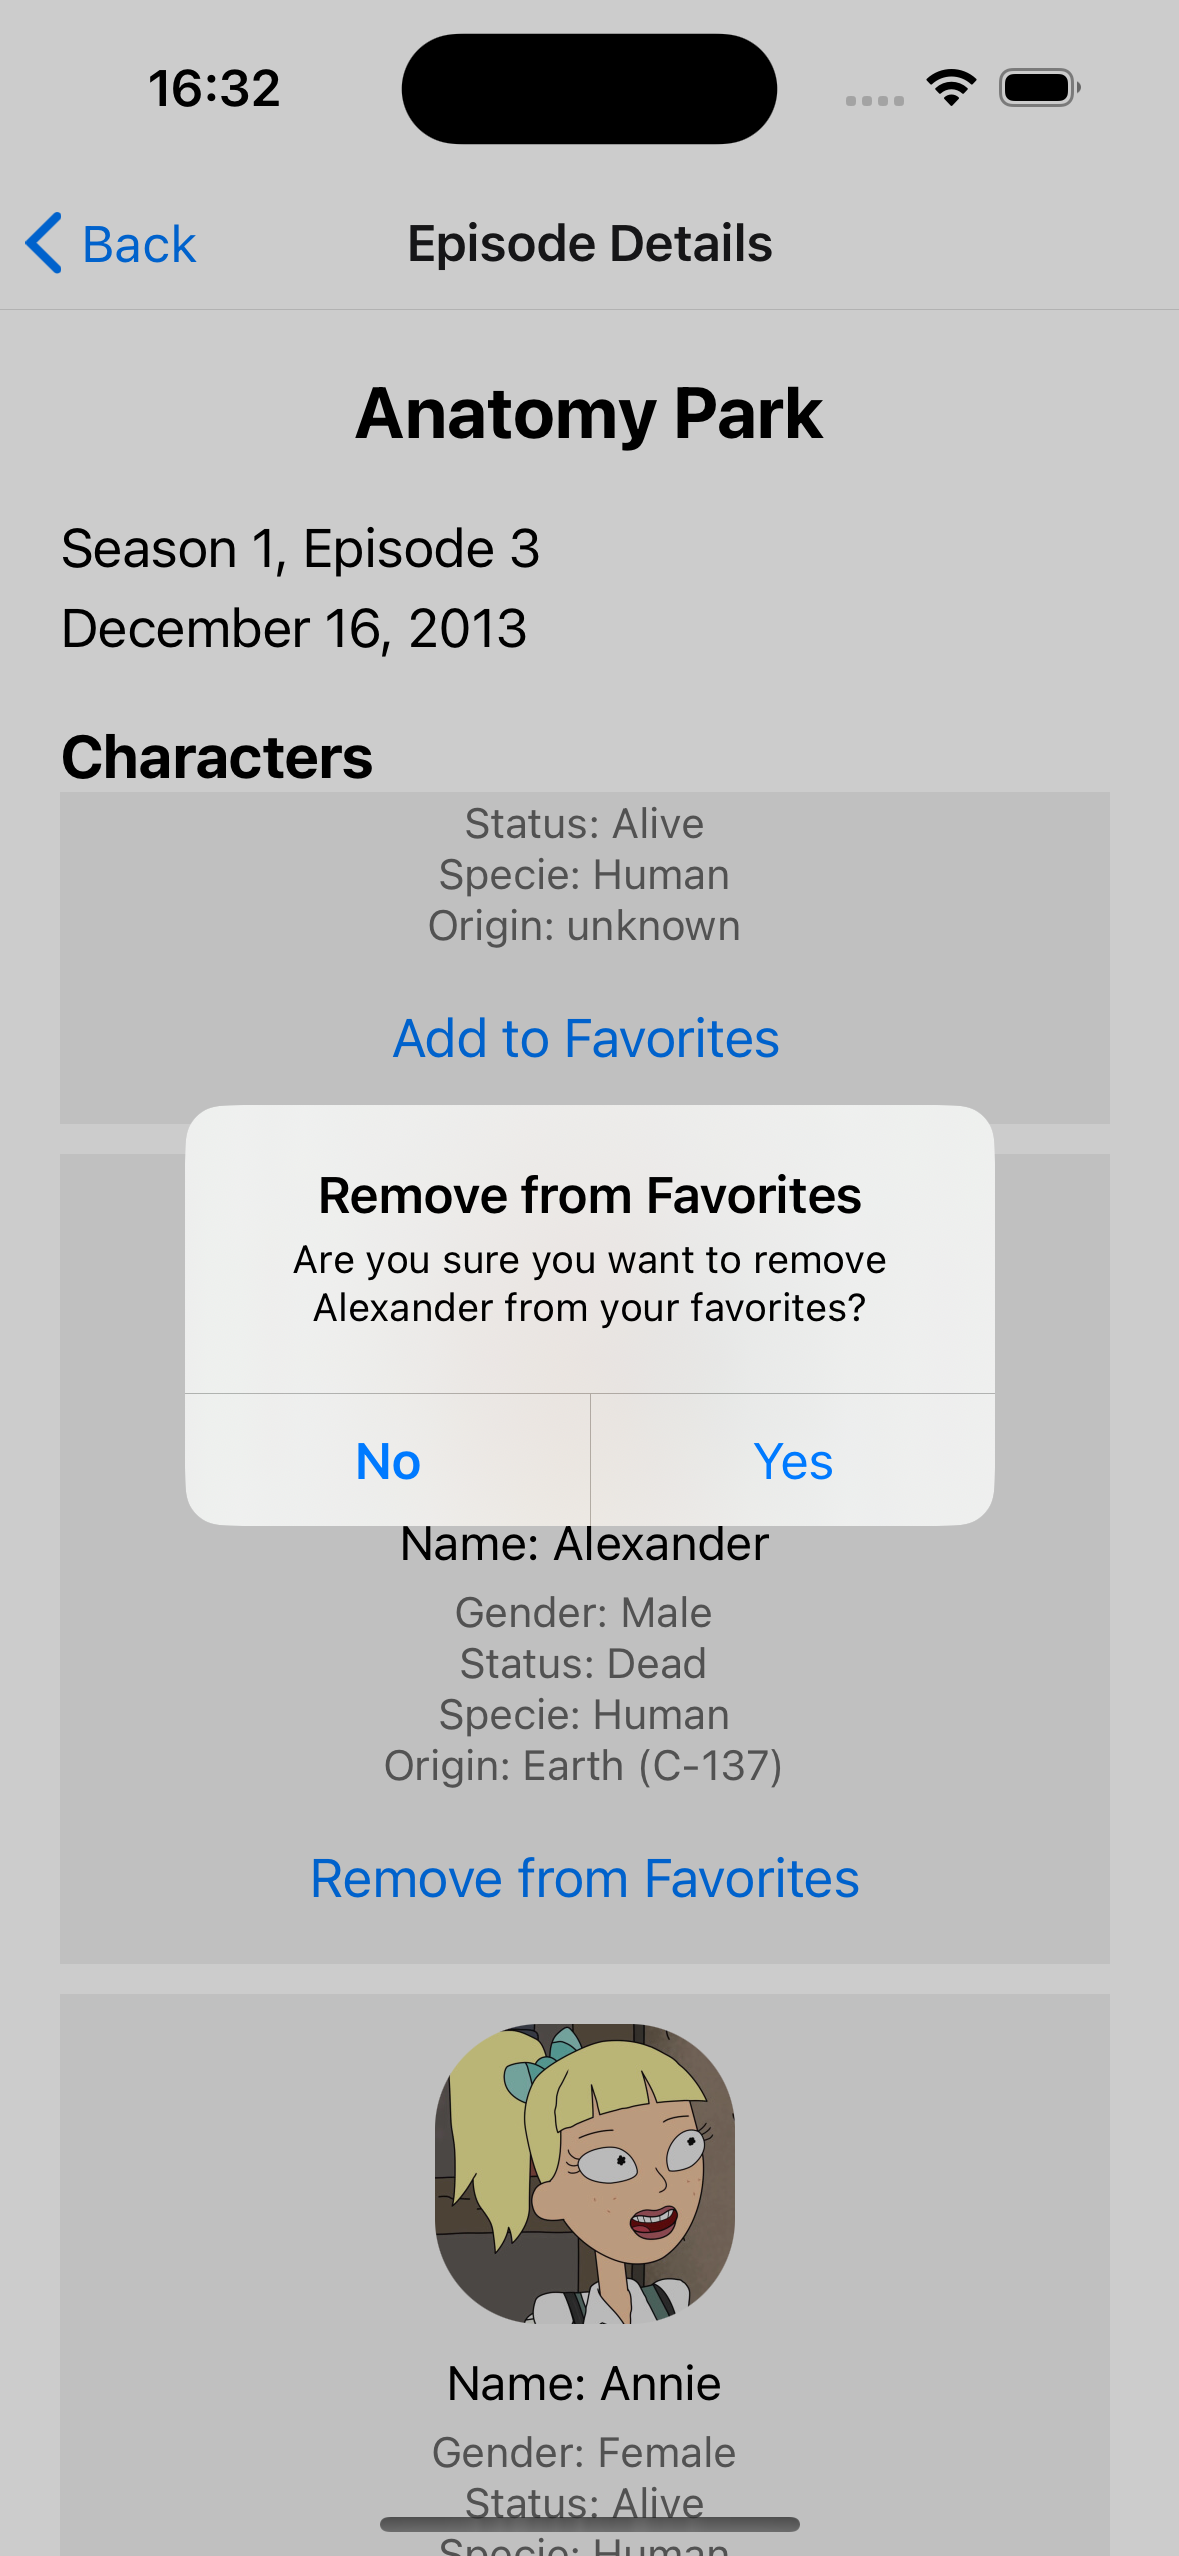 16:32
Back
Episode Details
Anatomy Park
Season 1, Episode 3
December 16, 2013
Characters
Status: Alive
Specie: Human
Origin: unknown
Add to Favorites
Remove from Favorites
Are you sure you want to remove
Alexander from your favorites?
No
Yes
Name: Alexander
Gender: Male
Status: Dead
Specie: Human
Origin: Earth (C-137)
Remove from Favorites
Name: Annie
Gender: Female
Status: Alive
Specie: Human